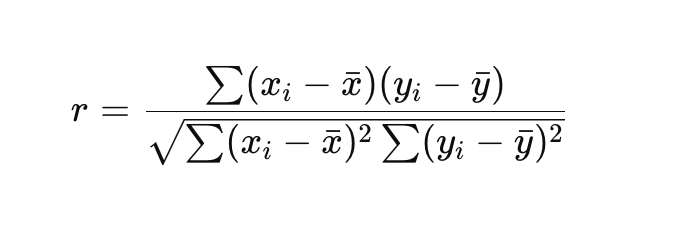 r = \frac{\sum(x_i - \bar{x})(y_i - \bar{y})}{\sqrt{\sum(x_i - \bar{x})^2 \sum(y_i - \bar{y})^2}}